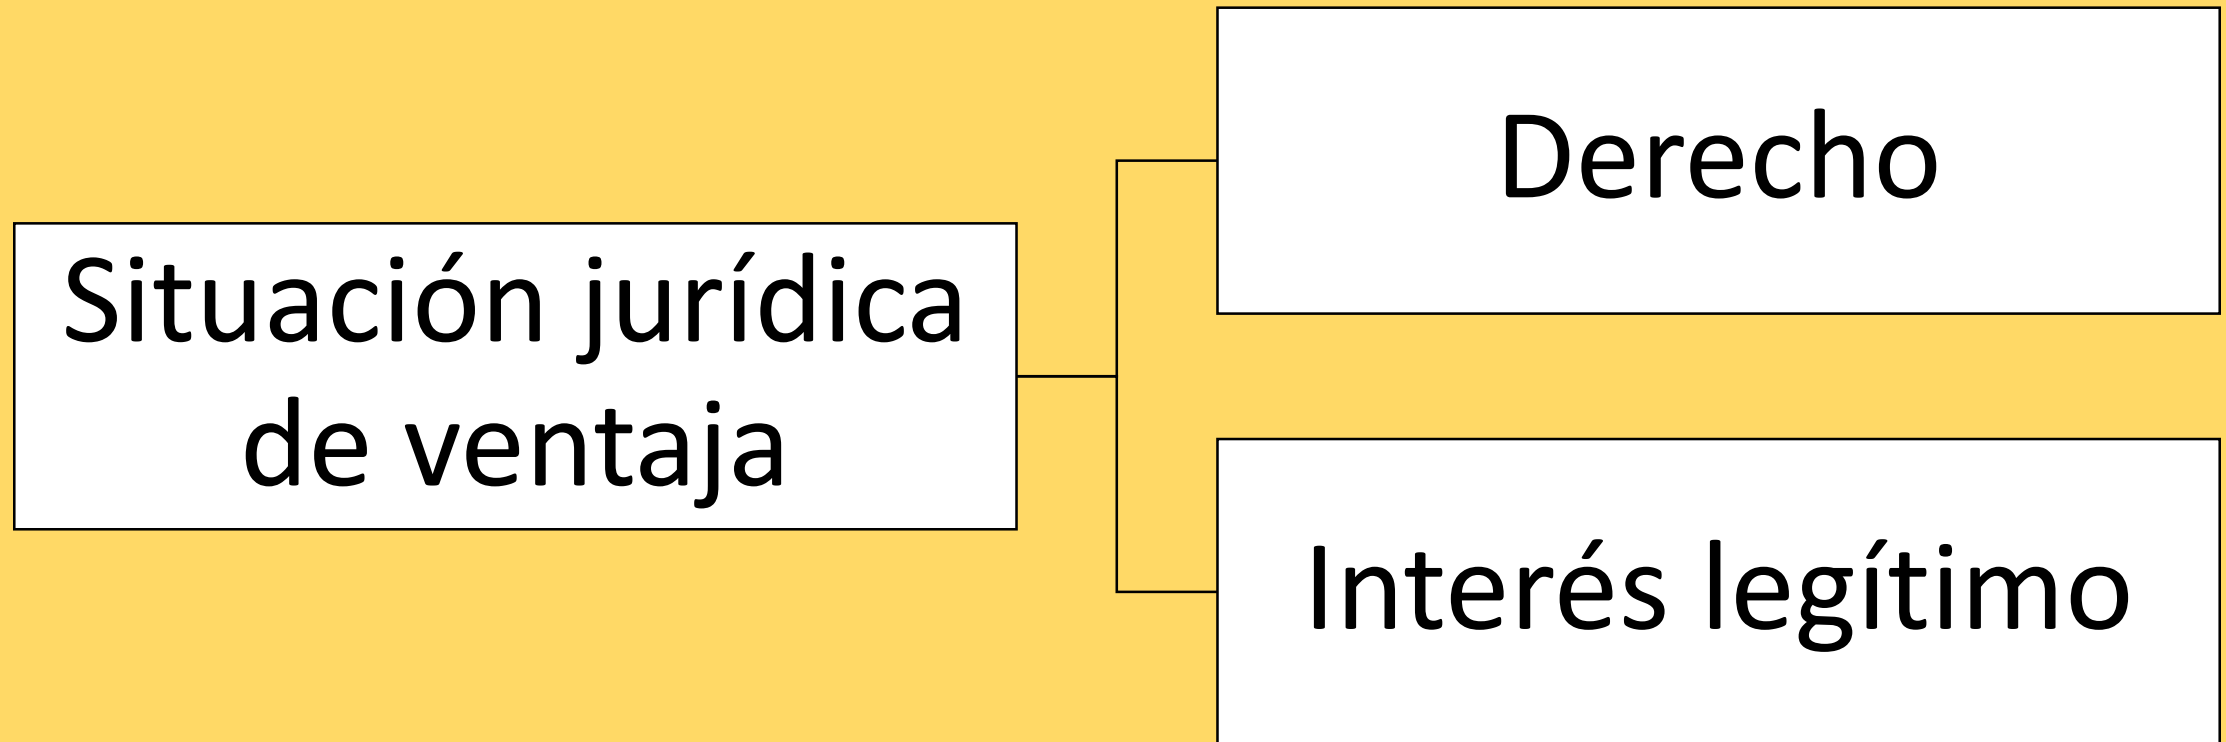 Situación jurídica
de ventaja
Derecho
Interés legítimo